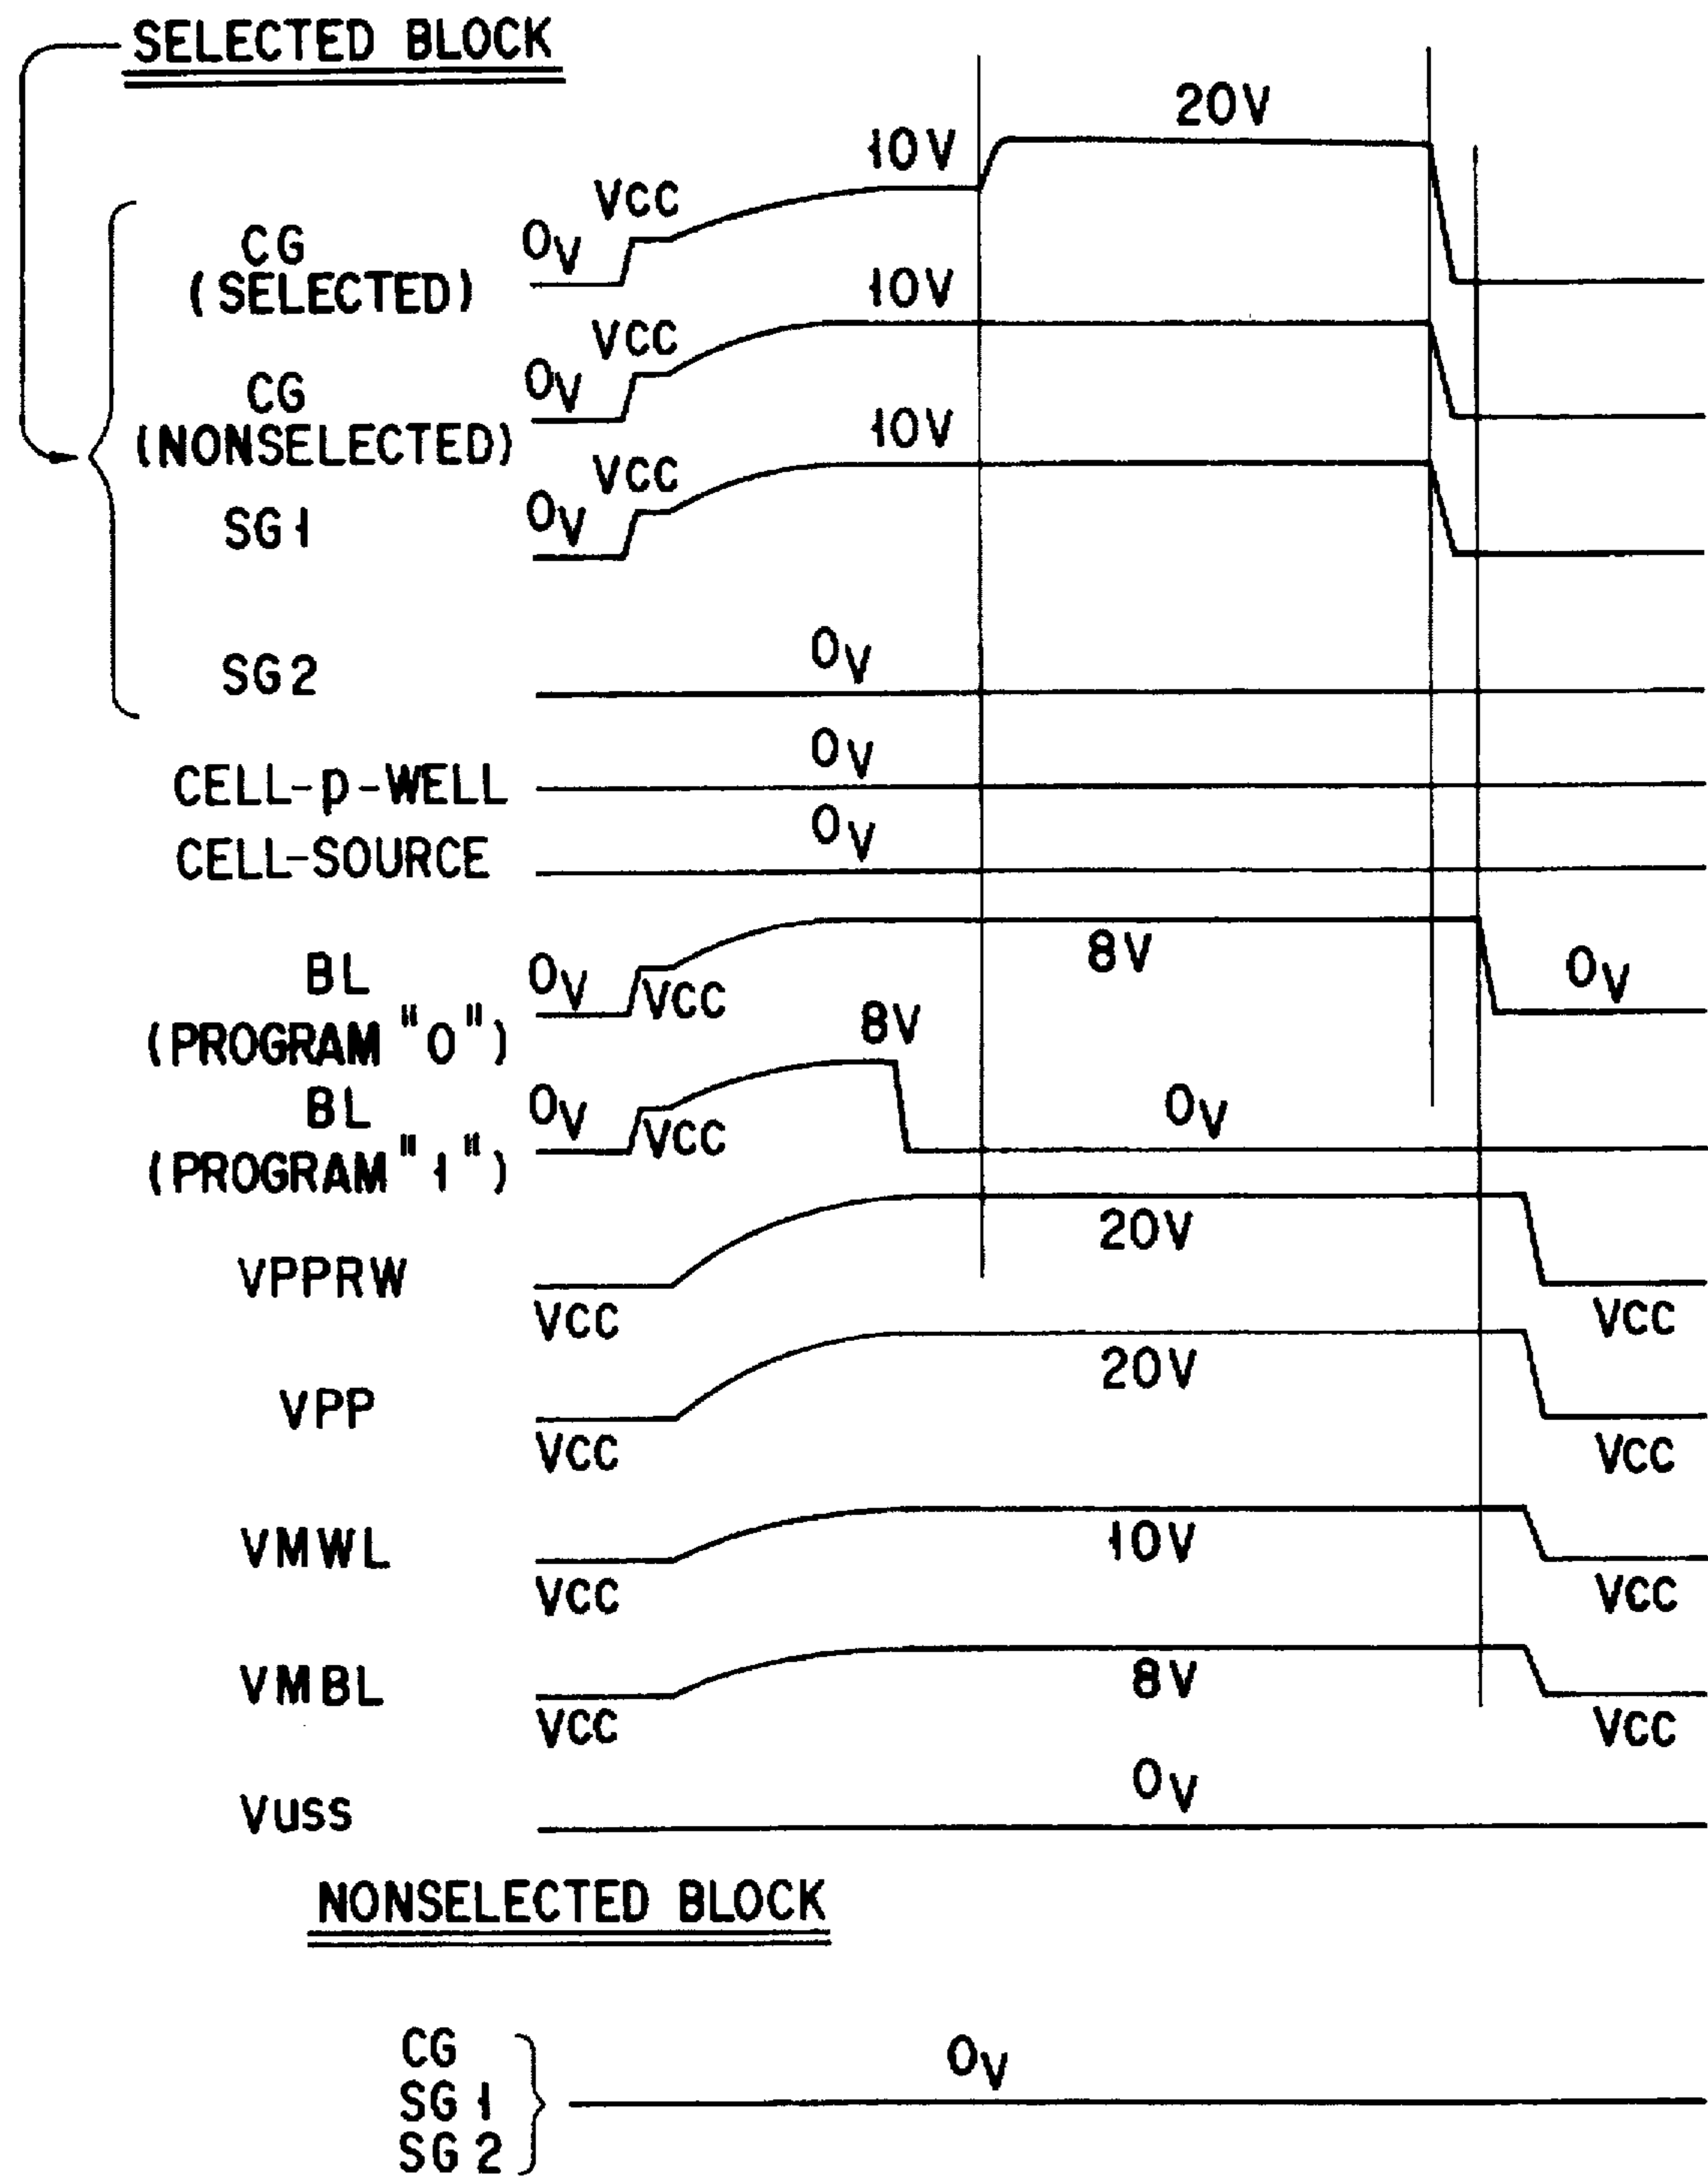 SELECTED BLOCK
20V
10V
VCC
0V
CG
(SELECTED)
10V
VCC
0V
CG
(NONSELECTED)
10V
VCC
0V
SG1
0V
SG2
0V
CELL-p-WELL
0V
CELL-SOURCE
BL
(PROGRAM "0")
0V
VCC
8V
0V
BL
(PROGRAM "1")
0V
VCC
8V
0V
VPPRW
VCC
20V
VCC
VPP
VCC
20V
VCC
VMWL
VCC
10V
VCC
VMBL
VCC
8V
VCC
Vuss
0V
NONSELECTED BLOCK
CG
SG1
SG2
0V